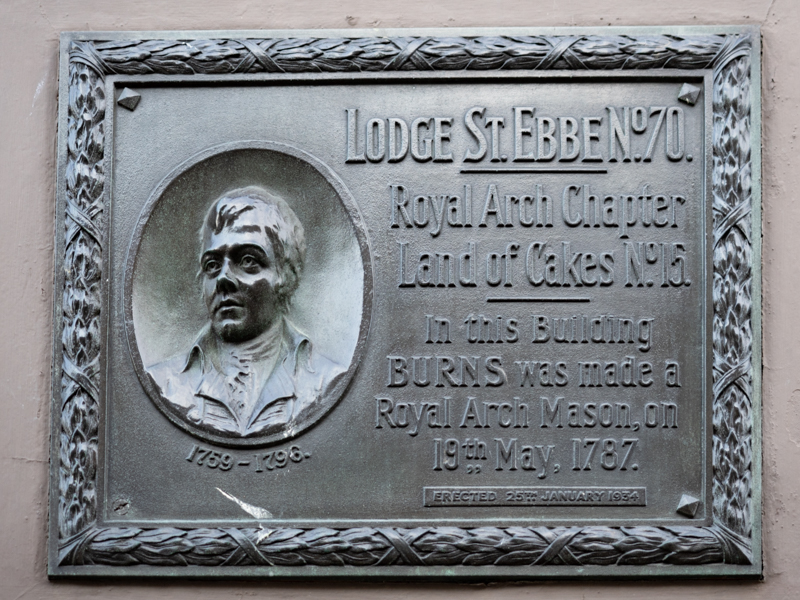 LODGE ST. EBBE No. 70.
Royal Arch Chapter
Land of Cakes No. 15.
In this Building
BURNS was made a
Royal Arch Mason, on
19th May, 1787.
1759-1796.
ERECTED 25TH JANUARY 1934